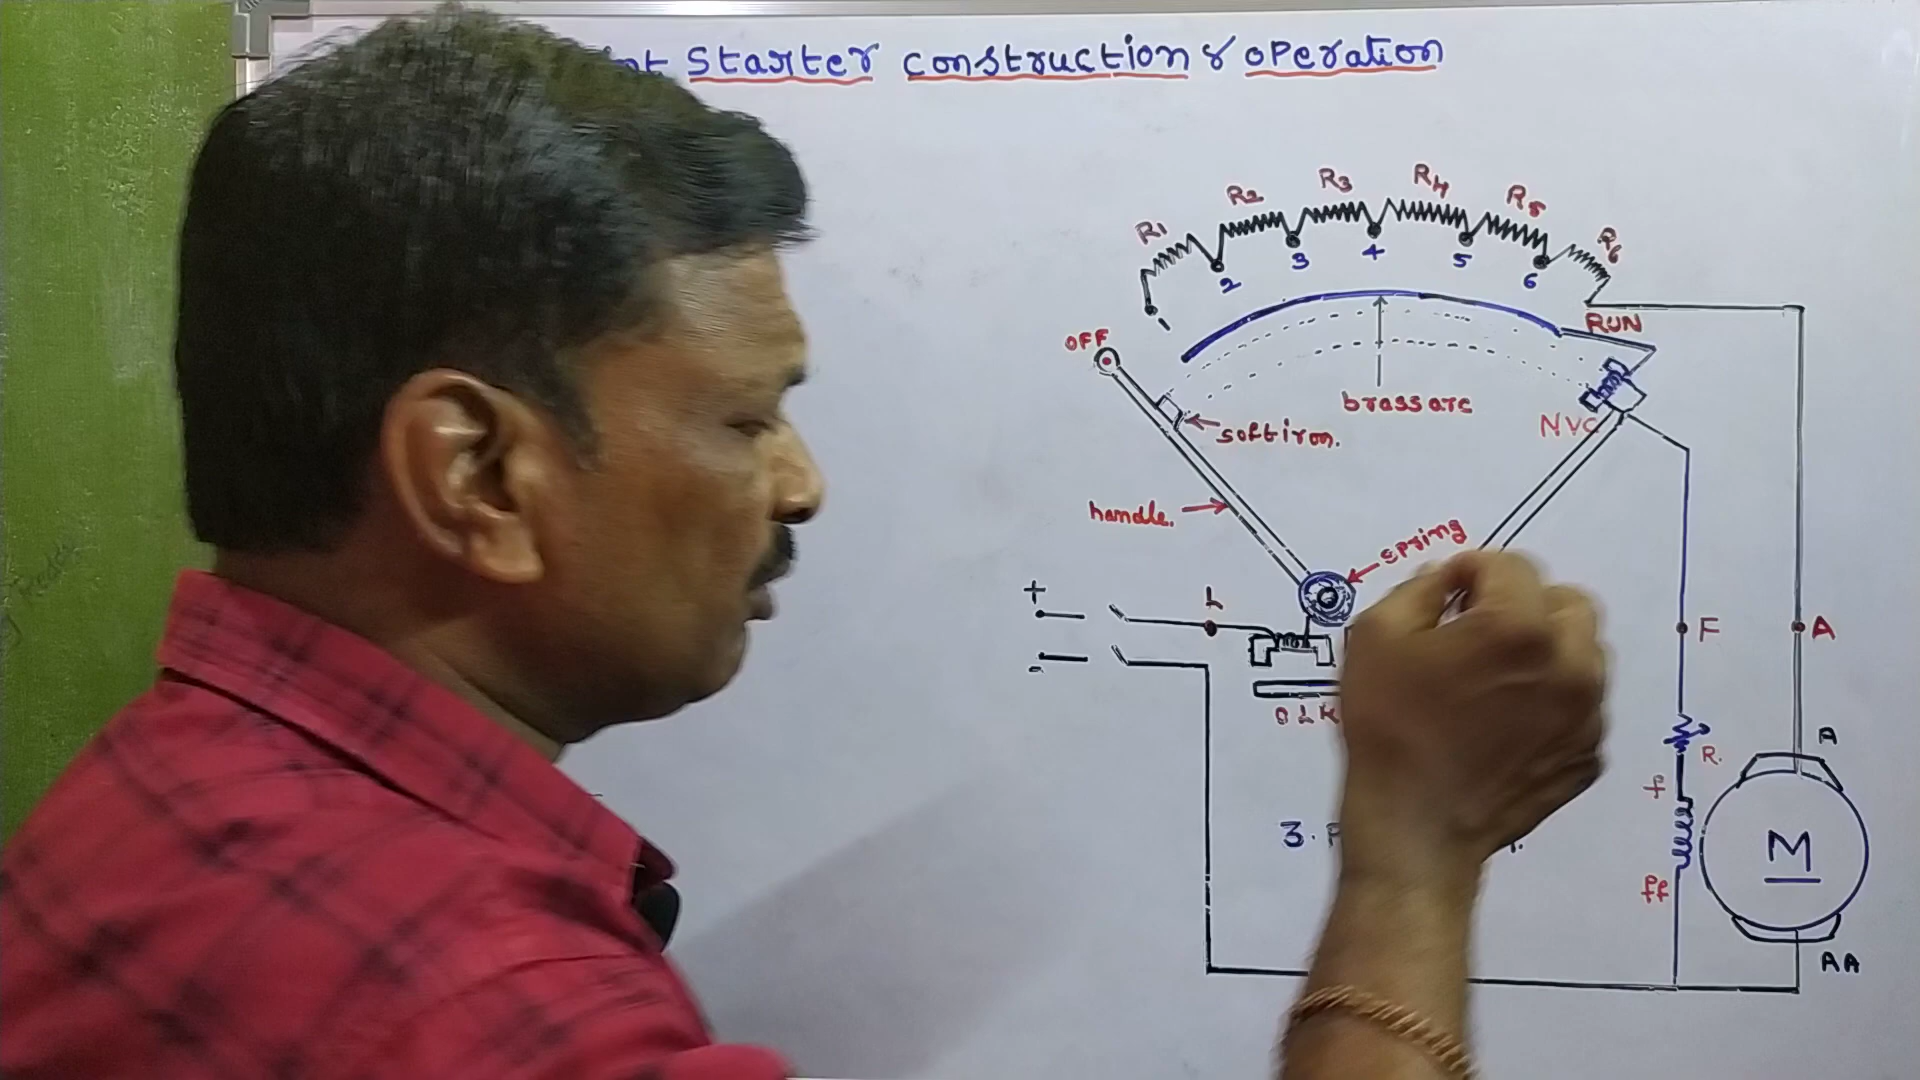 Starter construction & operation
R1 R2 R3 R4 R5 R6
1 2 3 4 5 6
OFF
RUN
brass arc
soft iron.
NVC
handle.
spring
+
L
F
A
-
R.
A
f
3.
M
ff
AA